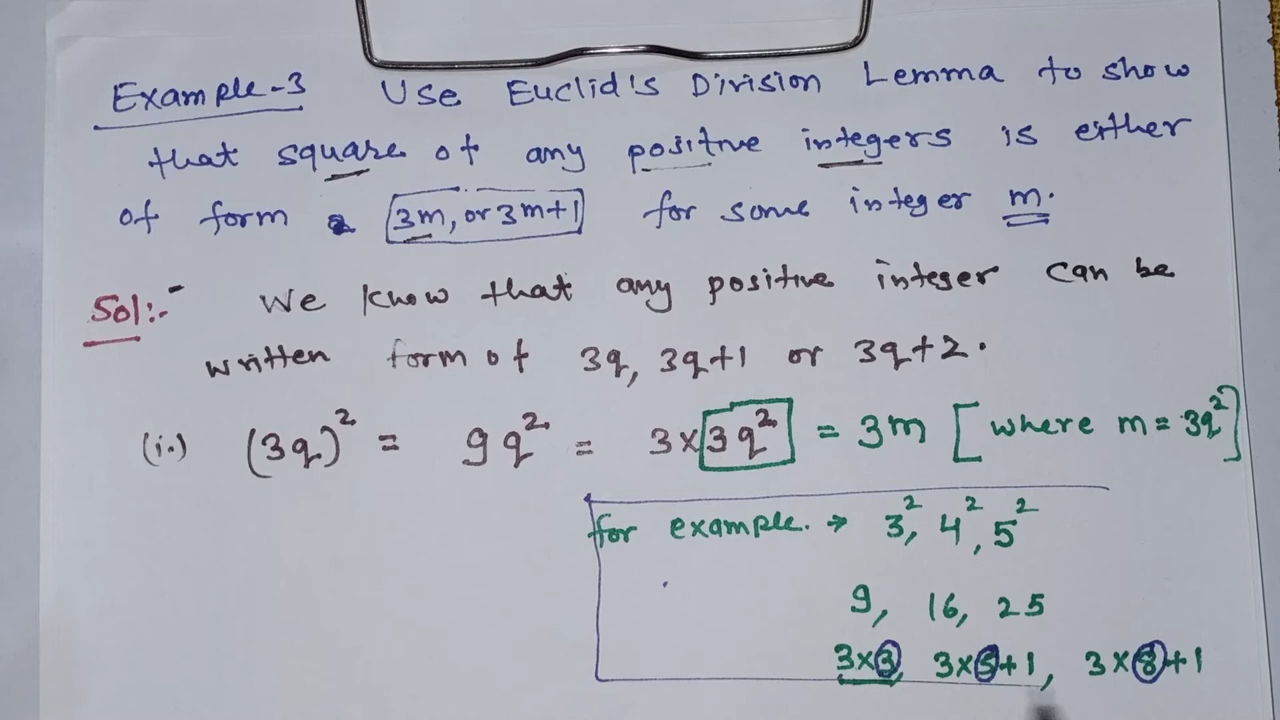 Example-3 Use Euclid's Division Lemma to show
that square of any positive integers is either
of form 3m, or 3m+1 for some integer m.
Sol:- We know that any positive integer can be
written form of 3q, 3q+1 or 3q+2.
(i.) (3q)² = 9q² = 3×3q² = 3m [where m = 3q²]
for example. → 3², 4², 5²
9, 16, 25
3×3, 3×5+1, 3×8+1